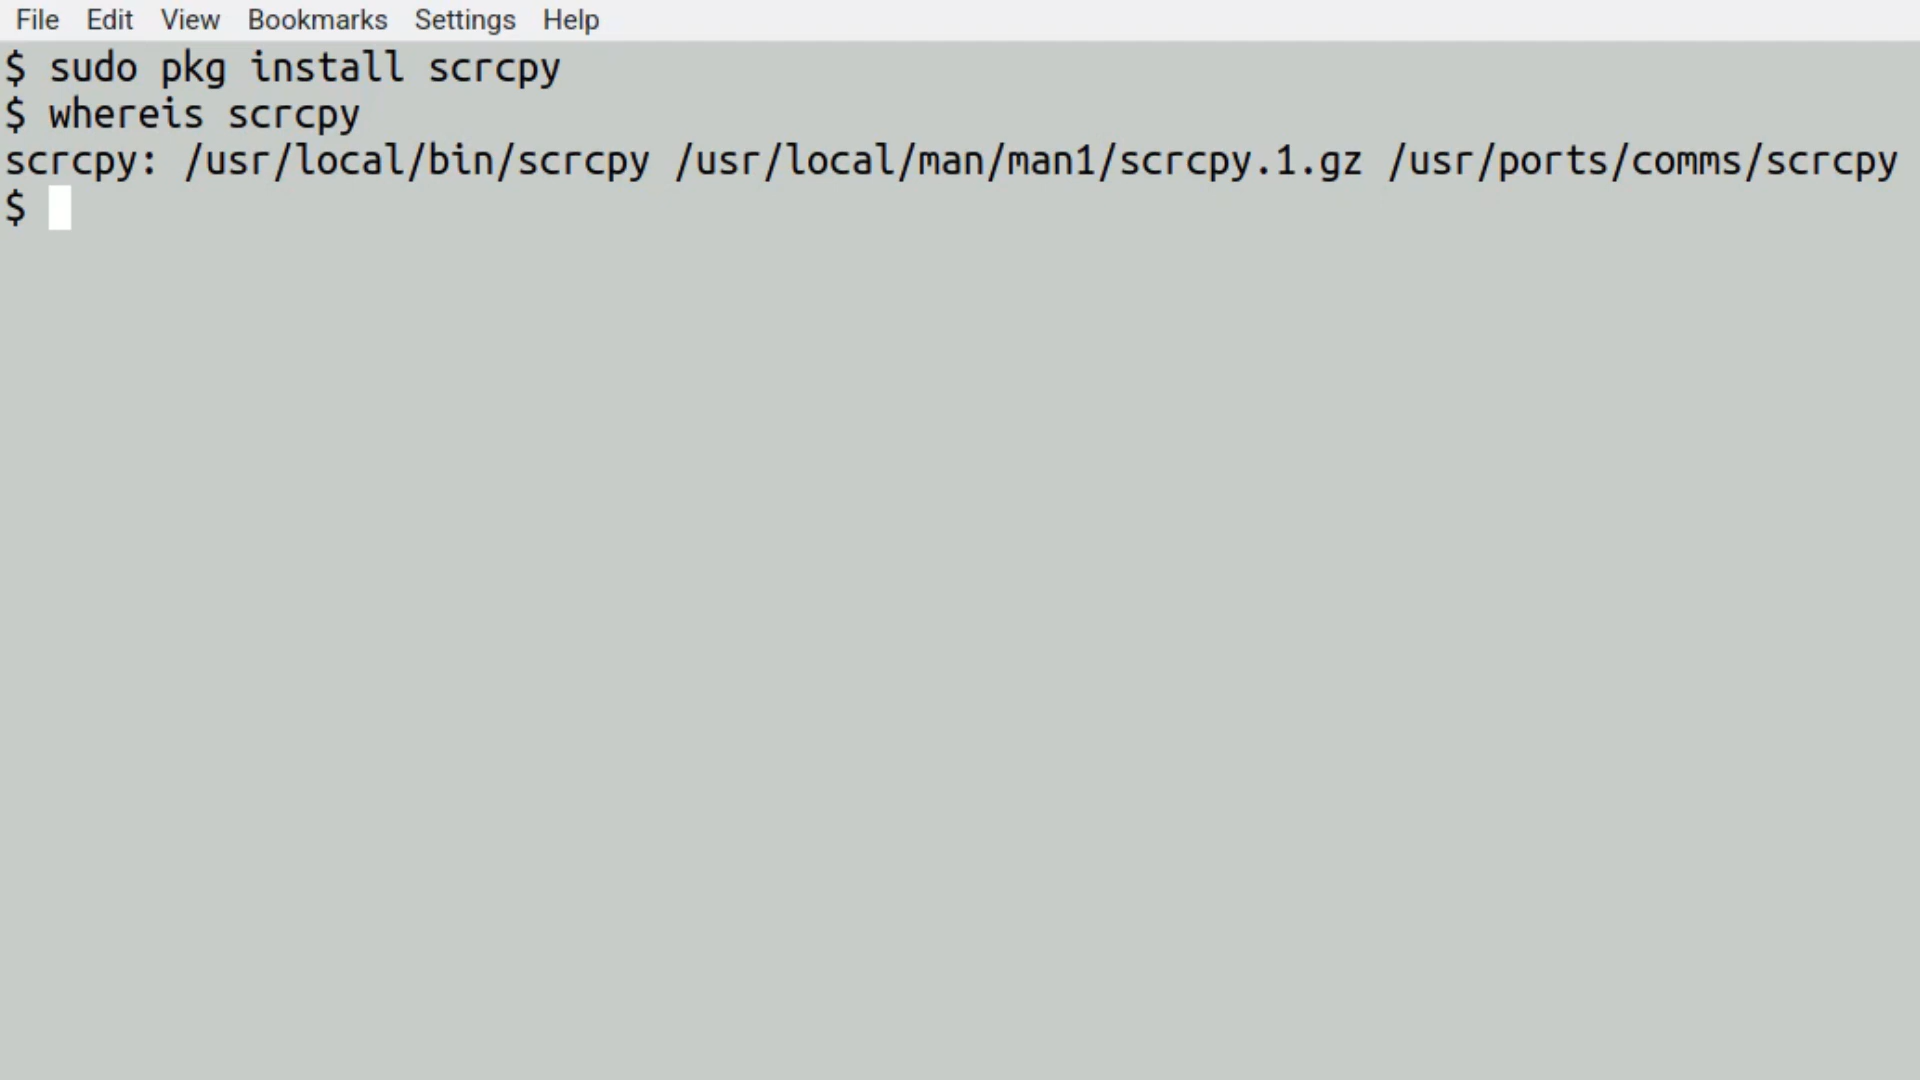 File Edit View Bookmarks Settings Help
$ sudo pkg install scrcpy
$ whereis scrcpy
scrcpy: /usr/local/bin/scrcpy /usr/local/man/man1/scrcpy.1.gz /usr/ports/comms/scrcpy
$